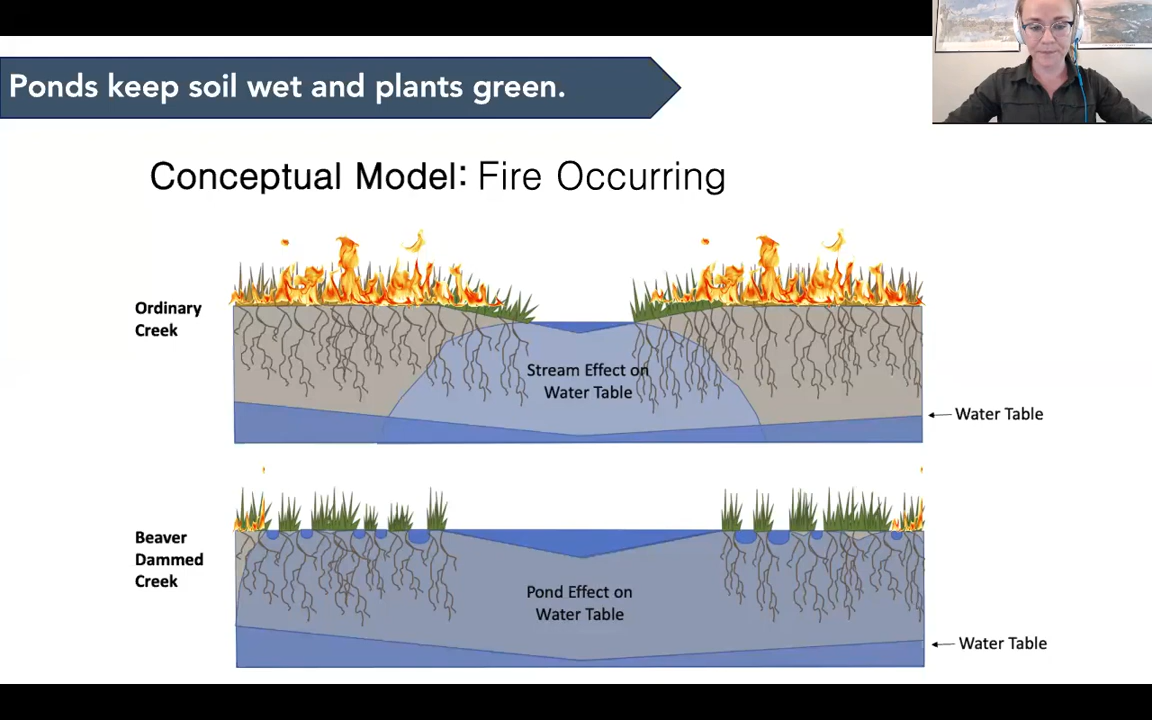 Ponds keep soil wet and plants green.
Conceptual Model: Fire Occurring
Ordinary
Creek
Stream Effect on
Water Table
Water Table
Beaver
Dammed
Creek
Pond Effect on
Water Table
Water Table